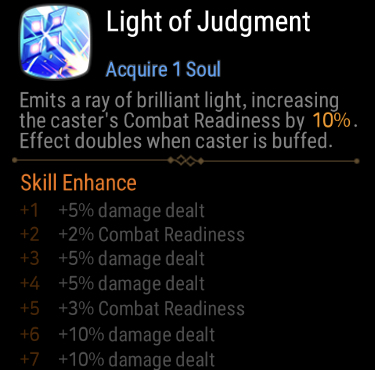 Light of Judgment
Acquire 1 Soul
Emits a ray of brilliant light, increasing
the caster's Combat Readiness by 10%.
Effect doubles when caster is buffed.
Skill Enhance
+1 +5% damage dealt
+2 +2% Combat Readiness
+3 +5% damage dealt
+4 +5% damage dealt
+5 +3% Combat Readiness
+6 +10% damage dealt
+7 +10% damage dealt